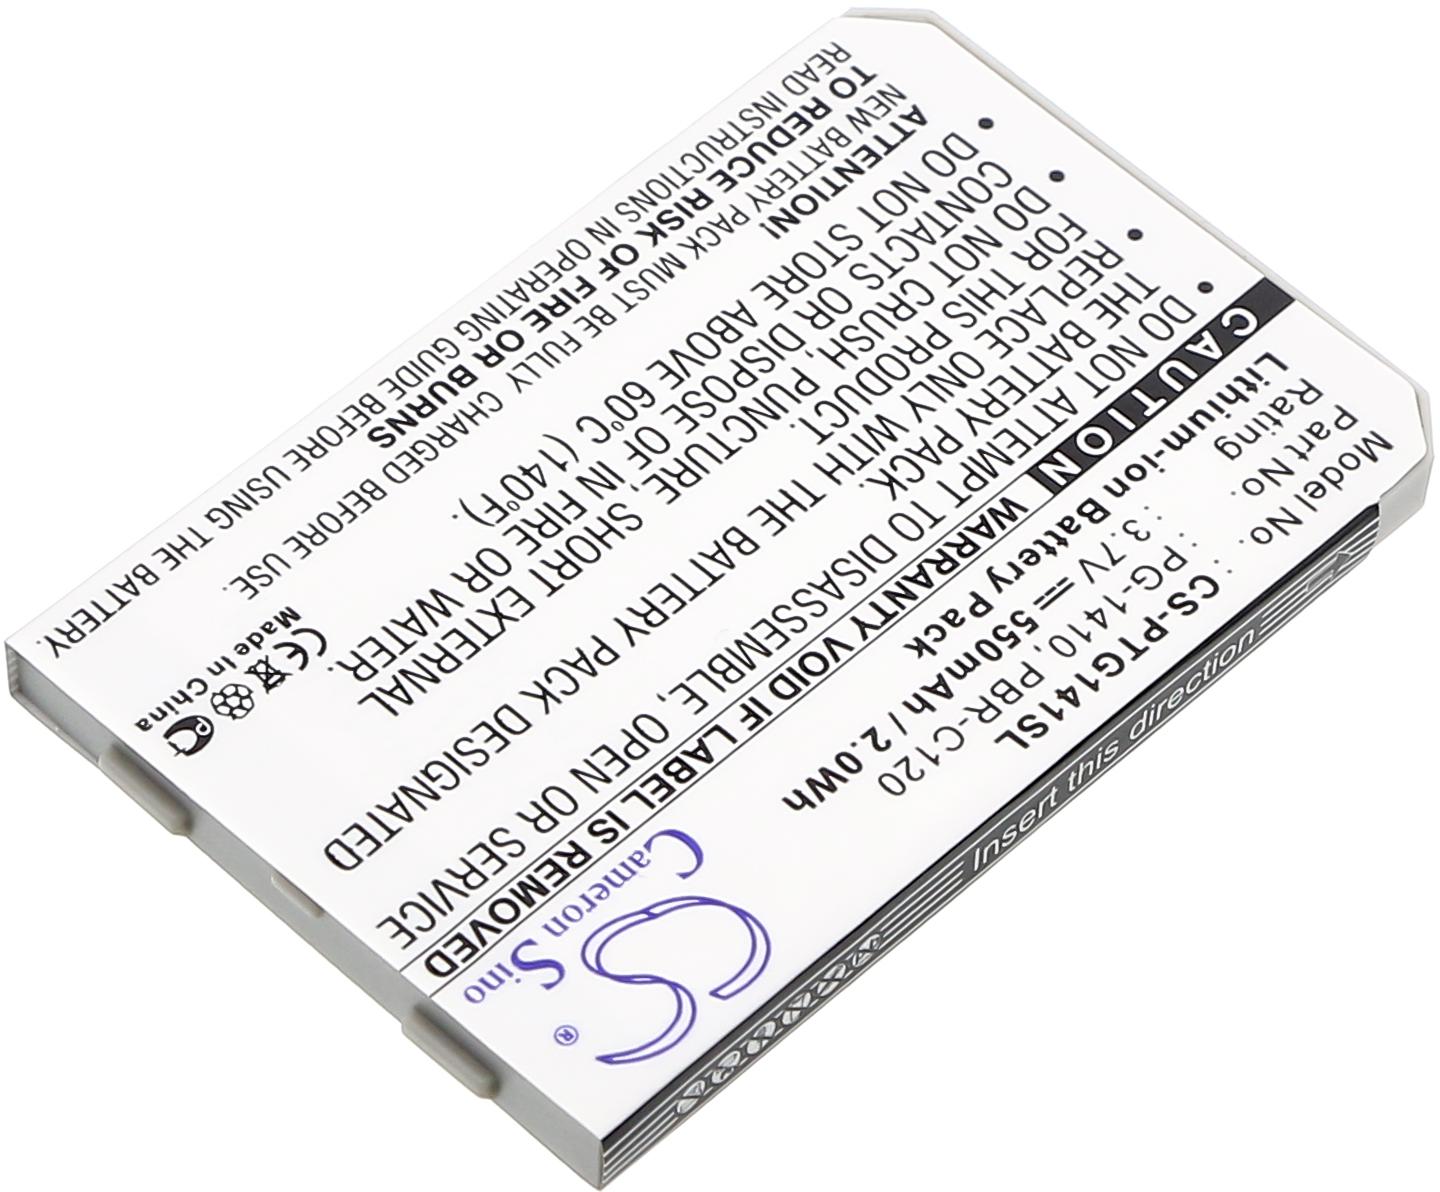 Cameron Sino
CS
®
Model No. : CS-PTG141SL
Part No. : PG-1410, PBR-C120
Rating : 3.7V 550mAh / 2.0Wh
Lithium-ion Battery Pack
CAUTION WARRANTY VOID IF LABEL IS REMOVED
• DO NOT ATTEMPT TO DISASSEMBLE, OPEN OR SERVICE
THE BATTERY PACK.
• REPLACE ONLY WITH THE BATTERY PACK DESIGNATED
FOR THIS PRODUCT.
• DO NOT CRUSH, PUNCTURE, SHORT EXTERNAL
CONTACTS OR DISPOSE OF IN FIRE OR WATER.
• DO NOT STORE ABOVE 60°C (140°F).
ATTENTION!
NEW BATTERY PACK MUST BE FULLY CHARGED BEFORE USE.
TO REDUCE RISK OF FIRE OR BURNS
READ INSTRUCTIONS IN OPERATING GUIDE BEFORE USING THE BATTERY.
CE
Made in China
Insert this direction